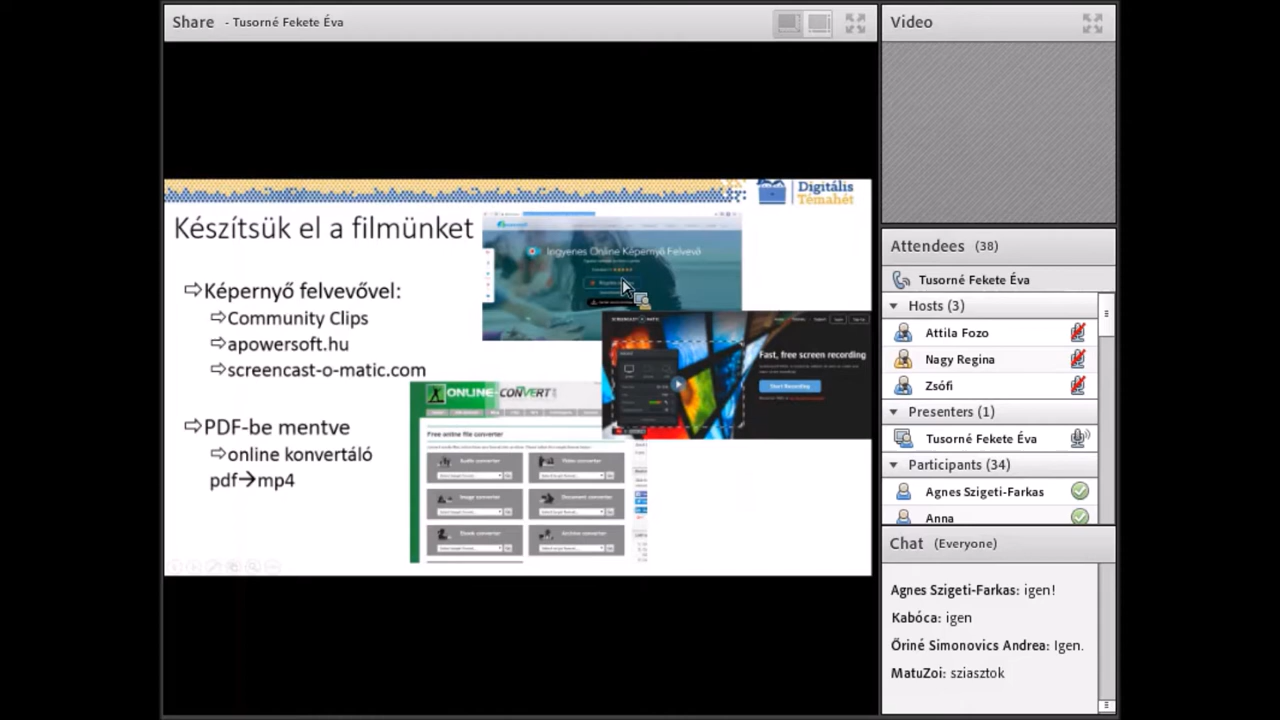 Share - Tusorné Fekete Éva
Digitális
Témahét
Készítsük el a filmünket
Képernyő felvevővel:
Community Clips
apowersoft.hu
screencast-o-matic.com
PDF-be mentve
online konvertáló
pdf→mp4
Ingyenes Online Képernyő Felvevő
SCREENCAST-O-MATIC
Fast, free screen recording
Start Recording
ONLINE-CONVERT
Free online file converter
Audio converter
Video converter
Image converter
Document converter
Ebook converter
Archive converter
Video
Attendees (38)
Tusorné Fekete Éva
Hosts (3)
Attila Fozo
Nagy Regina
Zsófi
Presenters (1)
Tusorné Fekete Éva
Participants (34)
Agnes Szigeti-Farkas
Anna
Chat (Everyone)
Agnes Szigeti-Farkas: igen!
Kabóca: igen
Őriné Simonovics Andrea: Igen.
MatuZoi: sziasztok